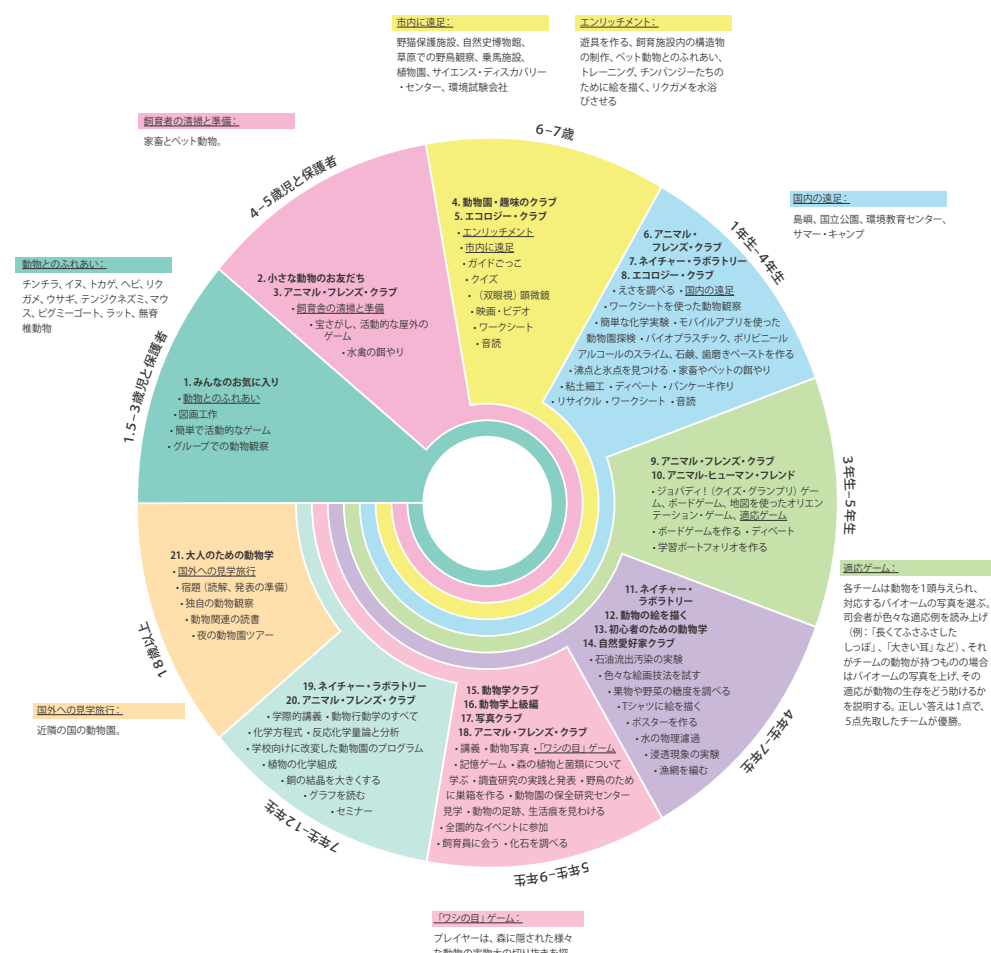 市内に遠足：
野猫保護施設、自然史博物館、
草原での野鳥観察、乗馬施設、
植物園、サイエンス・ディスカバリー
・センター、環境試験会社
エンリッチメント：
遊具を作る、飼育施設内の構造物
の制作、ペット動物とのふれあい、
トレーニング、チンパンジーたちの
ために絵を描く、リクガメを水浴
びさせる
飼育者の清掃と準備：
家畜とペット動物。
6−7歳
4−5歳児と保護者
4. 動物園・趣味のクラブ
5. エコロジー・クラブ
・エンリッチメント
・市内に遠足
・ガイドごっこ
・クイズ
・（双眼視）顕微鏡
・映画・ビデオ
・ワークシート
・音読
国内の遠足：
島嶼、国立公園、環境教育センター、
サマー・キャンプ
1年生−4年生
6. アニマル・
フレンズ・クラブ
7. ネイチャー・ラボラトリー
8. エコロジー・クラブ
・えさを調べる ・国内の遠足
・ワークシートを使った動物観察
・簡単な化学実験 ・モバイルアプリを使った
動物園探検 ・バイオプラスチック、ポリビニール
アルコールのスライム、石鹸、歯磨きペーストを作る
・沸点と氷点を見つける ・家畜やペットの餌やり
・粘土細工 ・ディベート ・パンケーキ作り
・リサイクル ・ワークシート ・音読
動物とのふれあい：
チンチラ、イヌ、トカゲ、ヘビ、リク
ガメ、ウサギ、テンジクネズミ、マウ
ス、ピグミーゴート、ラット、無脊
椎動物
2. 小さな動物のお友だち
3. アニマル・フレンズ・クラブ
・飼育舎の清掃と準備
・宝さがし、活動的な屋外の
ゲーム
・水禽の餌やり
1.5−3歳児と保護者
1. みんなのお気に入り
・動物とのふれあい
・図画工作
・簡単で活動的なゲーム
・グループでの動物観察
3年生−5年生
9. アニマル・フレンズ・クラブ
10. アニマル-ヒューマン・フレンド
・ジョパディ！（クイズ・グランプリ）ゲー
ム、ボードゲーム、地図を使ったオリエン
テーション・ゲーム、適応ゲーム
・ボードゲームを作る ・ディベート
・学習ポートフォリオを作る
適応ゲーム：
各チームは動物を1頭与えられ、
対応するバイオームの写真を選ぶ。
司会者が色々な適応例を読み上げ
（例：「長くてふさふさした
しっぽ」、「大きい耳」など）、それ
がチームの動物が持つものの場合
はバイオームの写真を上げ、その
適応が動物の生存をどう助けるか
を説明する。正しい答えは1点で、
5点先取したチームが優勝。
21. 大人のための動物学
・国外への見学旅行
・宿題（読解、発表の準備）
・独自の動物観察
・動物関連の読書
・夜の動物園ツアー
18歳以上
11. ネイチャー・
ラボラトリー
12. 動物の絵を描く
13. 初心者のための動物学
14. 自然愛好家クラブ
・石油流出汚染の実験
・色々な絵画技法を試す
・果物や野菜の糖度を調べる
・Tシャツに絵を描く
・ポスターを作る
・水の物理濾過
・浸透現象の実験
・漁網を編む
4年生−7年生
国外への見学旅行：
近隣の国の動物園。
19. ネイチャー・ラボラトリー
20. アニマル・フレンズ・クラブ
・学際的講義 ・動物行動学のすべて
・化学方程式 ・反応化学量論と分析
・学校向けに改変した動物園のプログラム
・植物の化学組成
・銅の結晶を大きくする
・グラフを読む
・セミナー
7年生−12年生
15. 動物学クラブ
16. 動物学上級編
17. 写真クラブ
18. アニマル・フレンズ・クラブ
・講義 ・動物写真 ・「ワシの目」ゲーム
・記憶ゲーム ・森の植物と菌類について
学ぶ ・調査研究の実践と発表 ・野鳥のため
に巣箱を作る ・動物園の保全研究センター
見学 ・動物の足跡、生活痕を見わける
・全園的なイベントに参加
・飼育員に会う ・化石を調べる
5年生−9年生
「ワシの目」ゲーム：
プレイヤーは、森に隠された様々
な動物の実物大の切り抜きを探